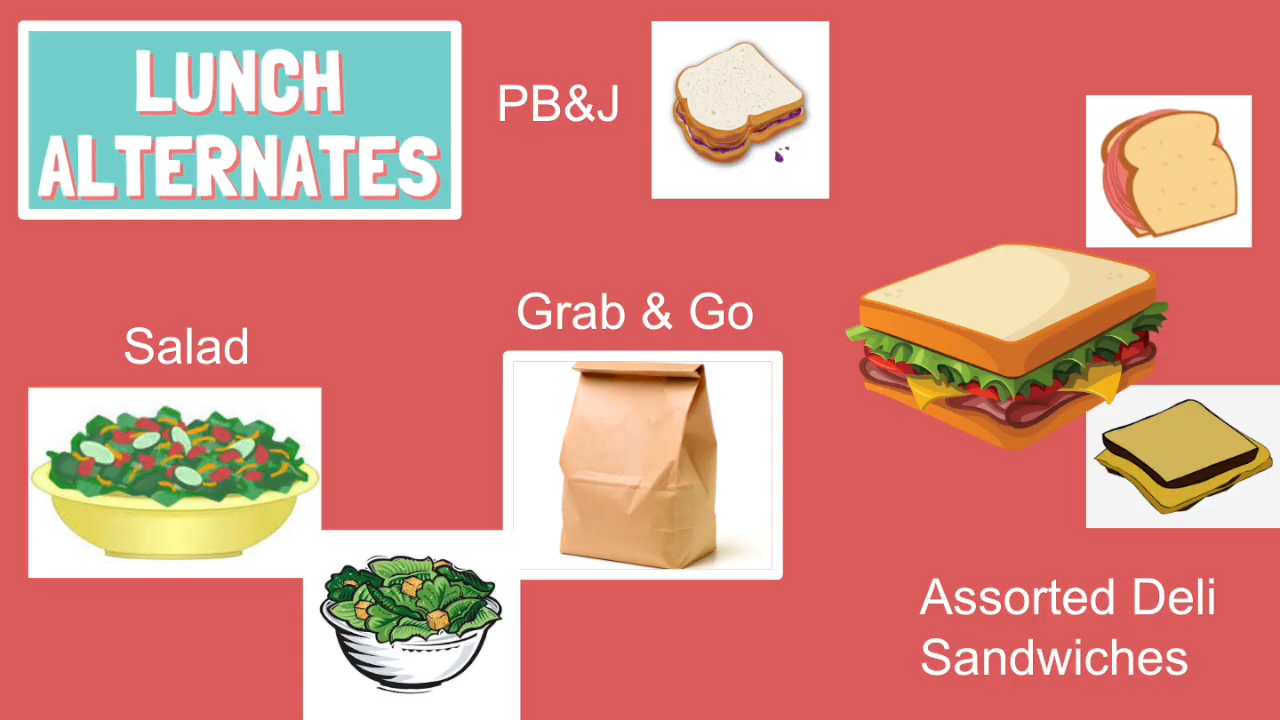 LUNCH
ALTERNATES
PB&J
Grab & Go
Salad
Assorted Deli
Sandwiches